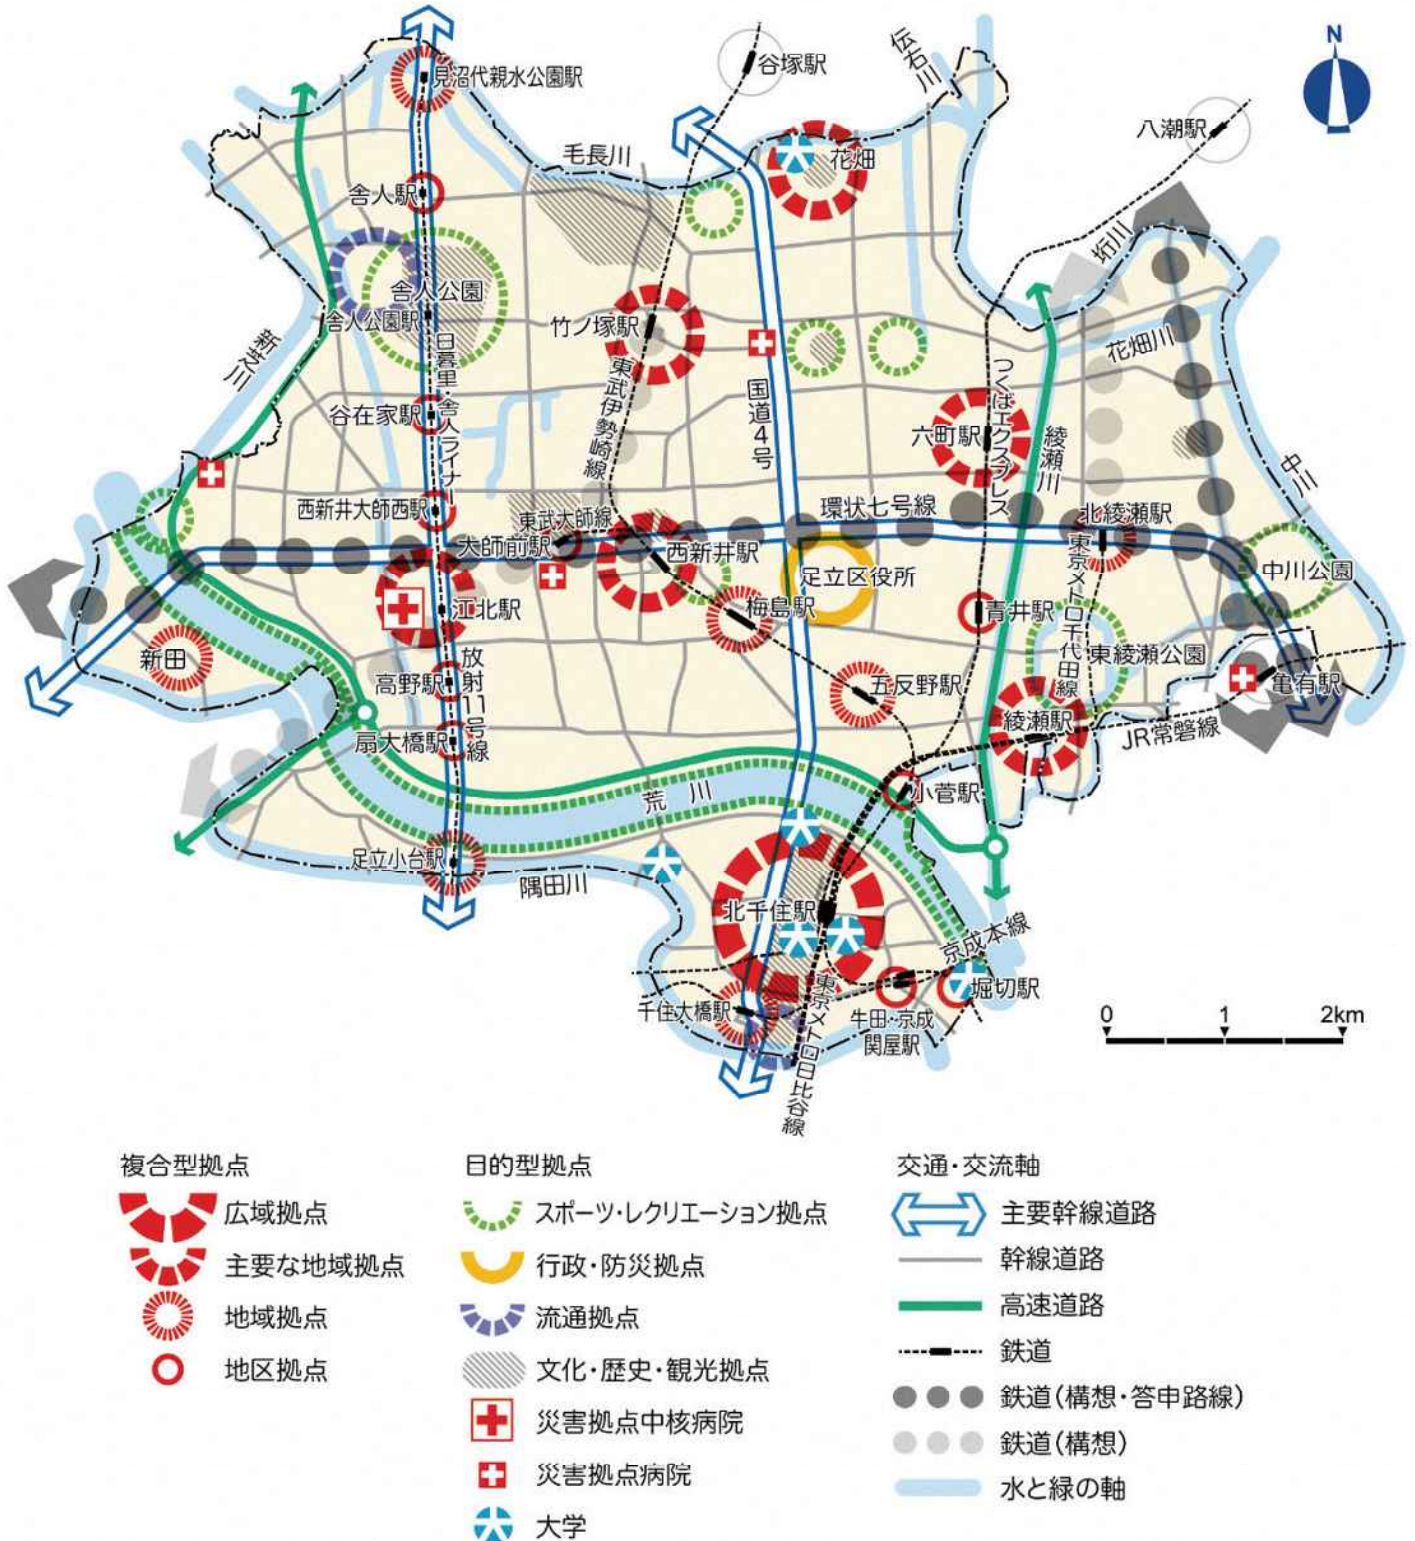 N
谷塚駅
伝右川
見沼代親水公園駅
八潮駅
毛長川
花畑
舎人駅
垳川
舎人公園
舎人公園駅
竹ノ塚駅
花畑川
新芝川
日暮里・舎人ライナー
東武伊勢崎線
国道4号
つくばエクスプレス
谷在家駅
六町駅
綾瀬川
中川
西新井大師西駅
東武大師線
環状七号線
北綾瀬駅
大師前駅
西新井駅
足立区役所
東京メトロ千代田線
中川公園
江北駅
梅島駅
青井駅
新田
放射11号線
高野駅
五反野駅
東綾瀬公園
亀有駅
扇大橋駅
綾瀬駅
JR常磐線
荒川
小菅駅
足立小台駅
隅田川
北千住駅
京成本線
千住大橋駅
東京メトロ日比谷線
牛田・京成
関屋駅
堀切駅
0 1 2km
複合型拠点
広域拠点
主要な地域拠点
地域拠点
地区拠点
目的型拠点
スポーツ・レクリエーション拠点
行政・防災拠点
流通拠点
文化・歴史・観光拠点
災害拠点中核病院
災害拠点病院
大学
交通・交流軸
主要幹線道路
幹線道路
高速道路
鉄道
鉄道(構想・答申路線)
鉄道(構想)
水と緑の軸